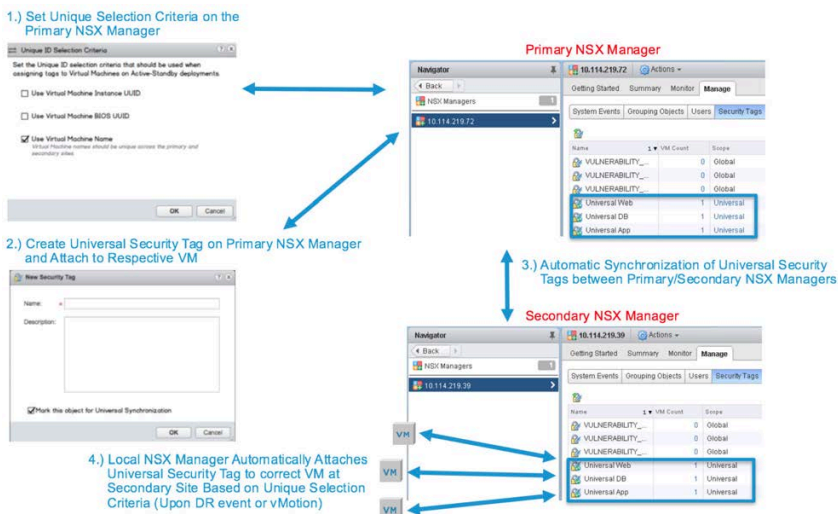 1.) Set Unique Selection Criteria on the
Primary NSX Manager
Unique ID Selection Criteria
Set the Unique ID selection criteria that should be used when
assigning tags to Virtual Machines on Active-Standby deployments.
Use Virtual Machine Instance UUID
Use Virtual Machine BIOS UUID
Use Virtual Machine Name
Virtual Machine names should be unique across the primary and
secondary sites
OK Cancel
Primary NSX Manager
Navigator
Back
NSX Managers 1
10.114.219.72
10.114.219.72 Actions
Getting Started Summary Monitor Manage
System Events Grouping Objects Users Security Tags
Name 1 VM Count Scope
VULNERABILITY_... 0 Global
VULNERABILITY_... 0 Global
VULNERABILITY_... 0 Global
Universal Web 1 Universal
Universal DB 1 Universal
Universal App 1 Universal
2.) Create Universal Security Tag on Primary NSX Manager
and Attach to Respective VM
New Security Tag
Name: *
Description:
Mark this object for Universal Synchronization
OK Cancel
3.) Automatic Synchronization of Universal Security
Tags between Primary/Secondary NSX Managers
Secondary NSX Manager
Navigator
Back
NSX Managers 1
10.114.219.39
10.114.219.39 Actions
Getting Started Summary Monitor Manage
System Events Grouping Objects Users Security Tags
Name 1 VM Count Scope
VULNERABILITY_... 0 Global
VULNERABILITY_... 0 Global
VULNERABILITY_... 0 Global
Universal Web 1 Universal
Universal DB 1 Universal
Universal App 1 Universal
VM
VM
VM
4.) Local NSX Manager Automatically Attaches
Universal Security Tag to correct VM at
Secondary Site Based on Unique Selection
Criteria (Upon DR event or vMotion)